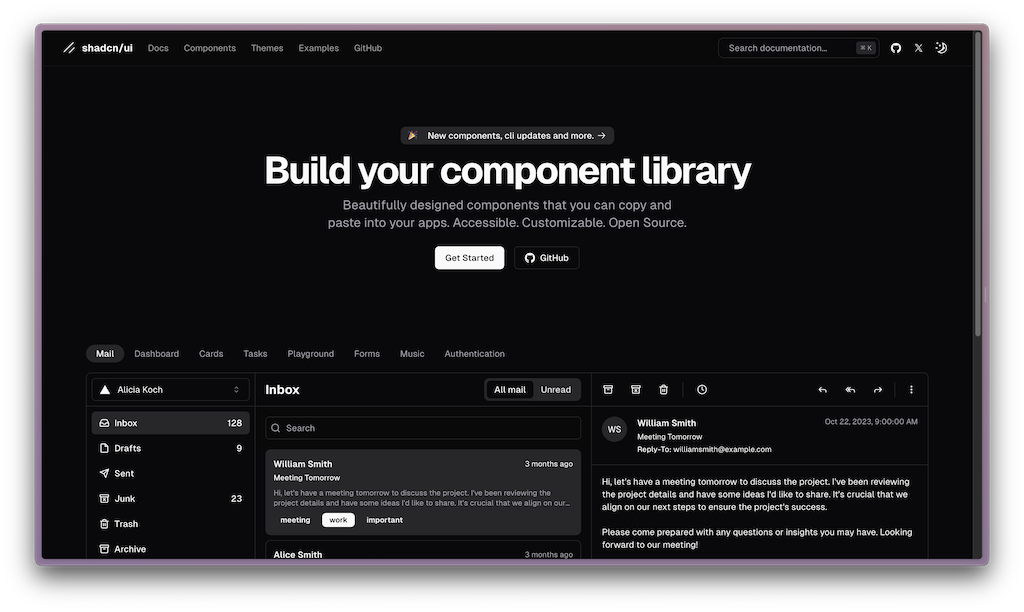 shadcn/ui Docs Components Themes Examples GitHub Search documentation... ⌘ K
New components, cli updates and more. →
Build your component library
Beautifully designed components that you can copy and
paste into your apps. Accessible. Customizable. Open Source.
Get Started GitHub
Mail Dashboard Cards Tasks Playground Forms Music Authentication
Alicia Koch
Inbox 128
Drafts 9
Sent
Junk 23
Trash
Archive
Inbox All mail Unread
Search
William Smith 3 months ago
Meeting Tomorrow
Hi, let's have a meeting tomorrow to discuss the project. I've been reviewing the
project details and have some ideas I'd like to share. It's crucial that we align on our...
meeting work important
Alice Smith 3 months ago
WS
William Smith Oct 22, 2023, 9:00:00 AM
Meeting Tomorrow
Reply-To: williamsmith@example.com
Hi, let's have a meeting tomorrow to discuss the project. I've been reviewing
the project details and have some ideas I'd like to share. It's crucial that we
align on our next steps to ensure the project's success.
Please come prepared with any questions or insights you may have. Looking
forward to our meeting!